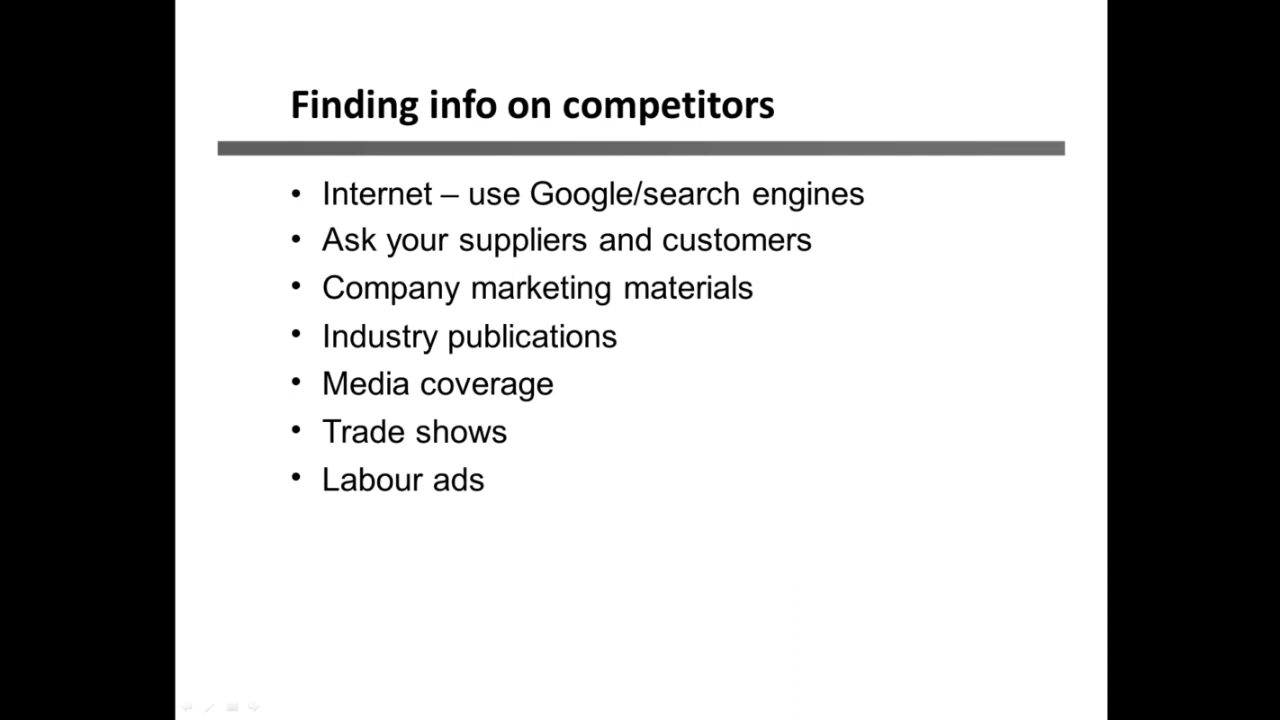 Finding info on competitors
• Internet – use Google/search engines
• Ask your suppliers and customers
• Company marketing materials
• Industry publications
• Media coverage
• Trade shows
• Labour ads